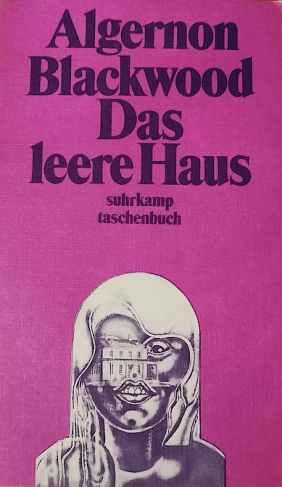 Algernon
Blackwood
Das
leere Haus
suhrkamp
taschenbuch